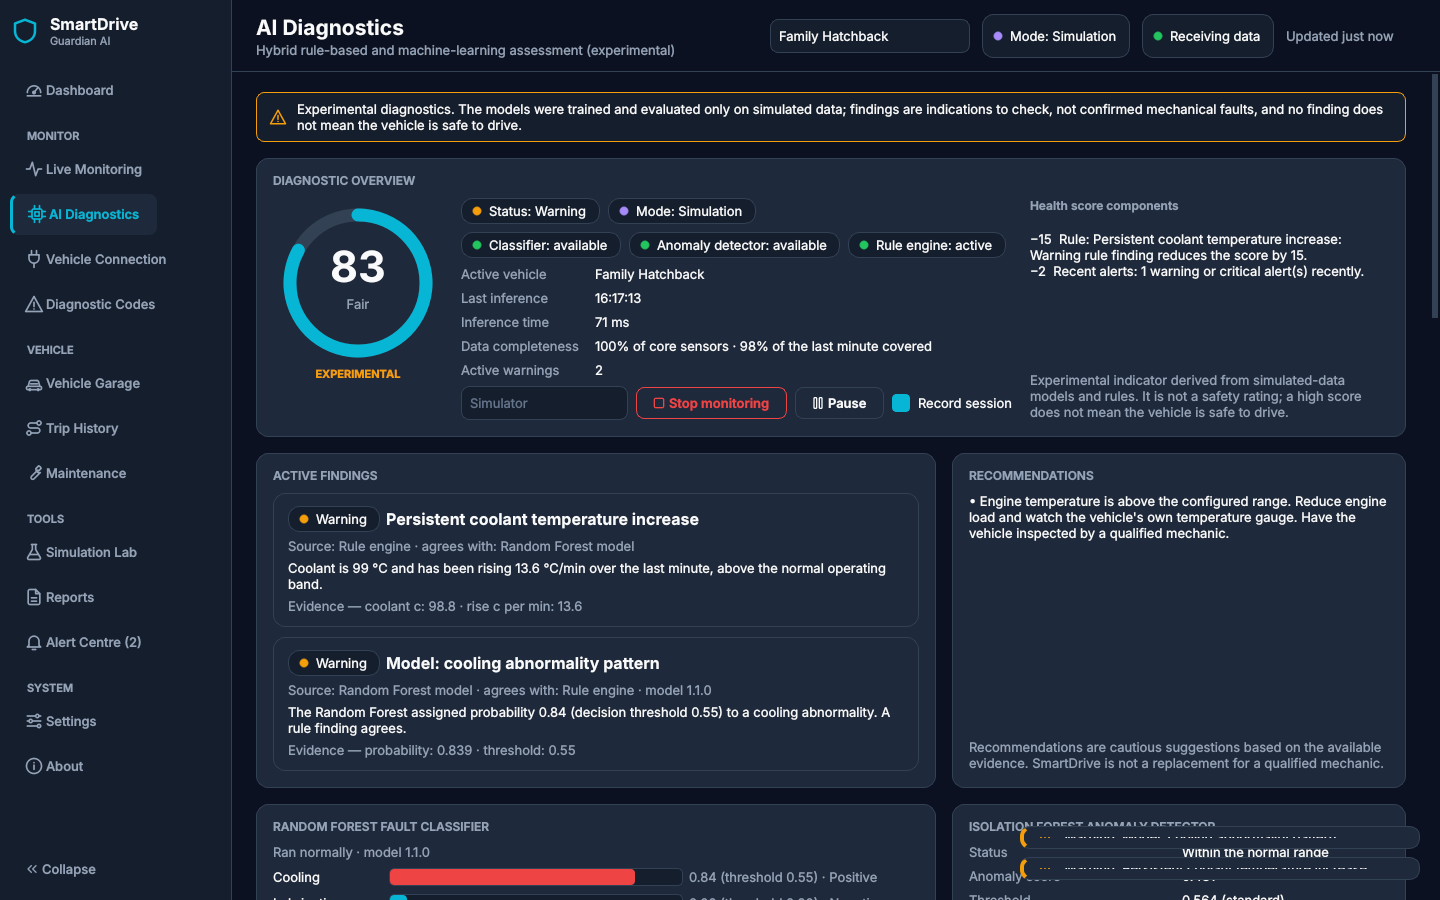 SmartDrive
Guardian AI
Dashboard
MONITOR
Live Monitoring
AI Diagnostics
Vehicle Connection
Diagnostic Codes
VEHICLE
Vehicle Garage
Trip History
Maintenance
TOOLS
Simulation Lab
Reports
Alert Centre (2)
SYSTEM
Settings
About
« Collapse
AI Diagnostics
Hybrid rule-based and machine-learning assessment (experimental)
Family Hatchback
Mode: Simulation
Receiving data
Updated just now
Experimental diagnostics. The models were trained and evaluated only on simulated data; findings are indications to check, not confirmed mechanical faults, and no finding does
not mean the vehicle is safe to drive.
DIAGNOSTIC OVERVIEW
83
Fair
EXPERIMENTAL
Status: Warning
Mode: Simulation
Classifier: available
Anomaly detector: available
Rule engine: active
Active vehicle Family Hatchback
Last inference 16:17:13
Inference time 71 ms
Data completeness 100% of core sensors · 98% of the last minute covered
Active warnings 2
Simulator
Stop monitoring
Pause
Record session
Health score components
−15 Rule: Persistent coolant temperature increase:
Warning rule finding reduces the score by 15.
−2 Recent alerts: 1 warning or critical alert(s) recently.
Experimental indicator derived from simulated-data
models and rules. It is not a safety rating; a high score
does not mean the vehicle is safe to drive.
ACTIVE FINDINGS
Warning Persistent coolant temperature increase
Source: Rule engine · agrees with: Random Forest model
Coolant is 99 °C and has been rising 13.6 °C/min over the last minute, above the normal operating
band.
Evidence — coolant c: 98.8 · rise c per min: 13.6
Warning Model: cooling abnormality pattern
Source: Random Forest model · agrees with: Rule engine · model 1.1.0
The Random Forest assigned probability 0.84 (decision threshold 0.55) to a cooling abnormality. A
rule finding agrees.
Evidence — probability: 0.839 · threshold: 0.55
RECOMMENDATIONS
• Engine temperature is above the configured range. Reduce engine
load and watch the vehicle's own temperature gauge. Have the
vehicle inspected by a qualified mechanic.
Recommendations are cautious suggestions based on the available
evidence. SmartDrive is not a replacement for a qualified mechanic.
RANDOM FOREST FAULT CLASSIFIER
Ran normally · model 1.1.0
Cooling 0.84 (threshold 0.55) · Positive
ISOLATION FOREST ANOMALY DETECTOR
Status Within the normal range
Anomaly
Threshold 0.564 (standard)